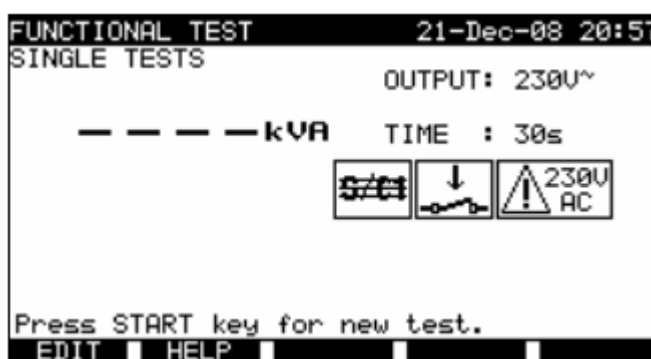 FUNCTIONAL TEST 21-Dec-08 20:57
SINGLE TESTS
OUTPUT: 230V~
- - - - kVA TIME : 30s
230V
AC
Press START key for new test.
EDIT HELP